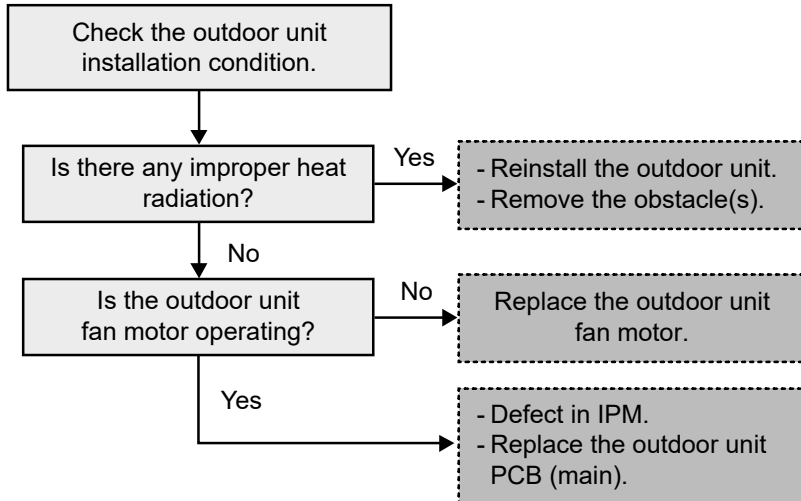 Check the outdoor unit
installation condition.
Is there any improper heat
radiation?
Yes
- Reinstall the outdoor unit.
- Remove the obstacle(s).
No
Is the outdoor unit
fan motor operating?
No
Replace the outdoor unit
fan motor.
Yes
- Defect in IPM.
- Replace the outdoor unit
PCB (main).